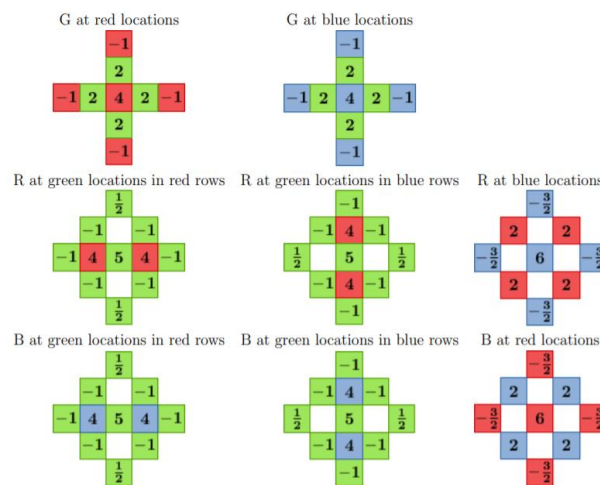 G at red locations G at blue locations
-1 -1
2 2
-1 2 4 2 -1 -1 2 4 2 -1
2 2
-1 -1
R at green locations in red rows R at green locations in blue rows R at blue locations
1/2 -1 -3/2
-1 -1 -1 4 -1 2 2
-1 4 5 4 -1 1/2 5 1/2 -3/2 6
-1 -1 -1 4 -1 2 2
1/2 -1 -3/2
B at green locations in red rows B at green locations in blue rows B at red locations
1/2 -1 -3/2
-1 -1 -1 4 -1 2 2
-1 4 5 4 -1 1/2 5 1/2 -3/2 6
-1 -1 -1 4 -1 2 2
1/2 -1 -3/2